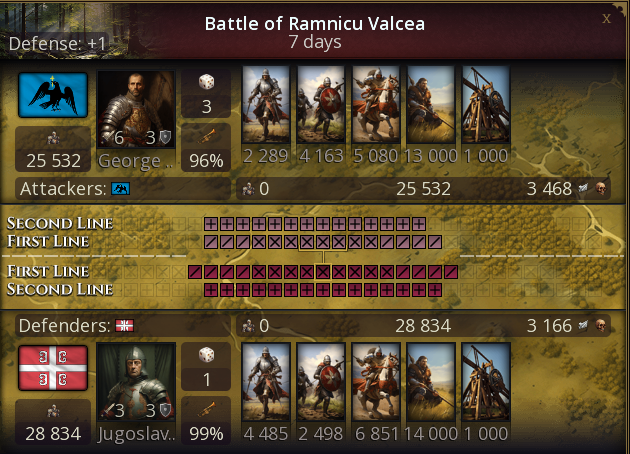 Battle of Ramnicu Valcea
x
7 days
Defense: +1
6 3
3
25 532
George ..
96%
2 289 4 163 5 080 13 000 1 000
Attackers: 0 25 532 3 468
SECOND LINE
FIRST LINE
FIRST LINE
SECOND LINE
Defenders: 0 28 834 3 166
3 3
1
28 834
Jugoslav..
99%
4 485 2 498 6 851 14 000 1 000